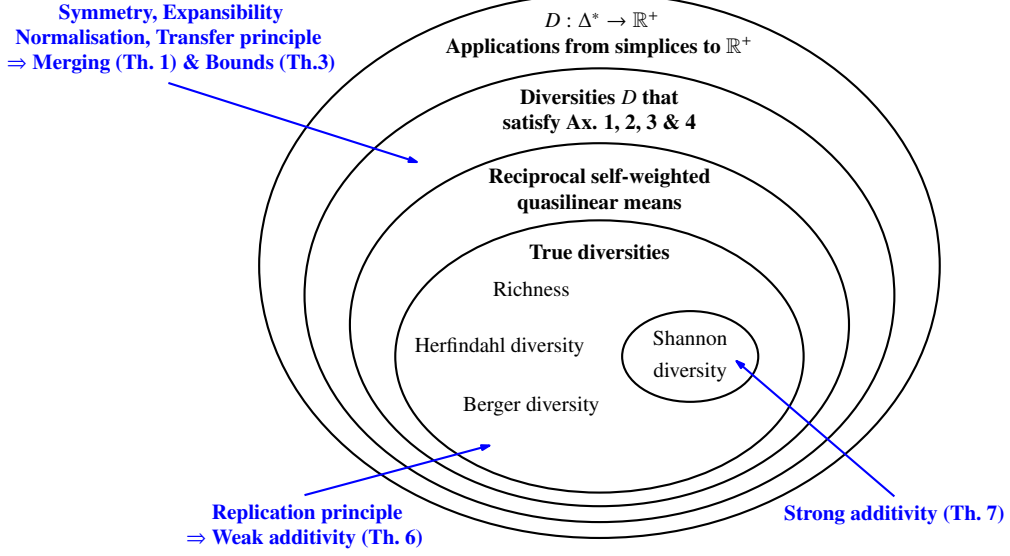 Symmetry, Expansibility
Normalisation, Transfer principle
⇒ Merging (Th. 1) & Bounds (Th.3)
D : Δ* → ℝ⁺
Applications from simplices to ℝ⁺
Diversities D that
satisfy Ax. 1, 2, 3 & 4
Reciprocal self-weighted
quasilinear means
True diversities
Richness
Herfindahl diversity
Berger diversity
Shannon
diversity
Replication principle
⇒ Weak additivity (Th. 6)
Strong additivity (Th. 7)